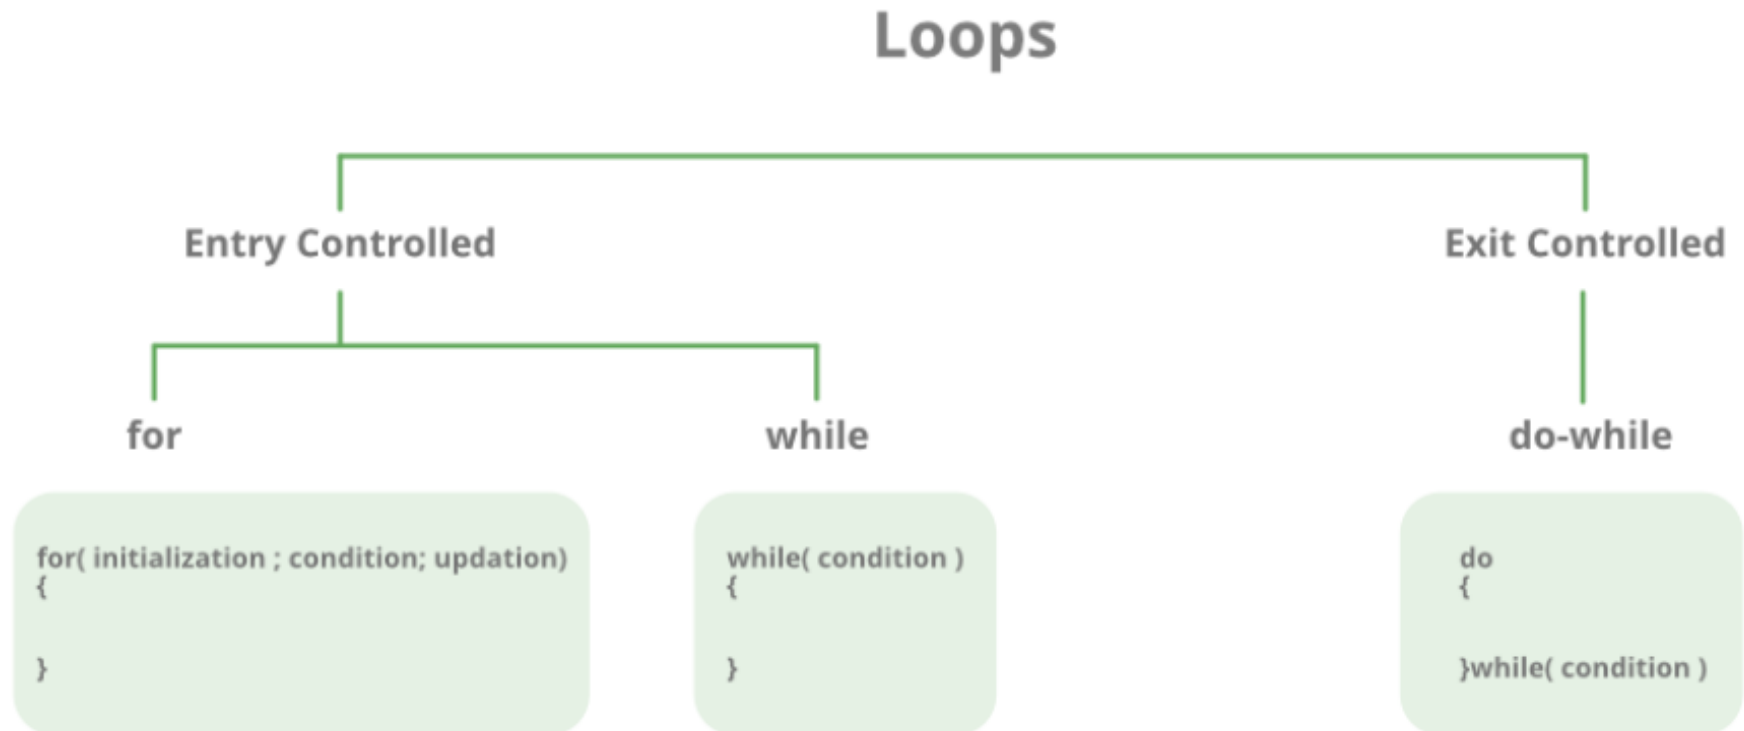 Loops
Entry Controlled
Exit Controlled
for
while
do-while
for( initialization ; condition; updation)
{
}
while( condition )
{
}
do
{
}while( condition )